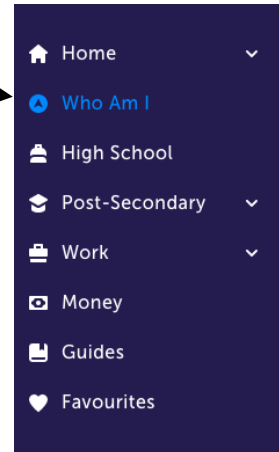 Home
Who Am I
High School
Post-Secondary
Work
Money
Guides
Favourites